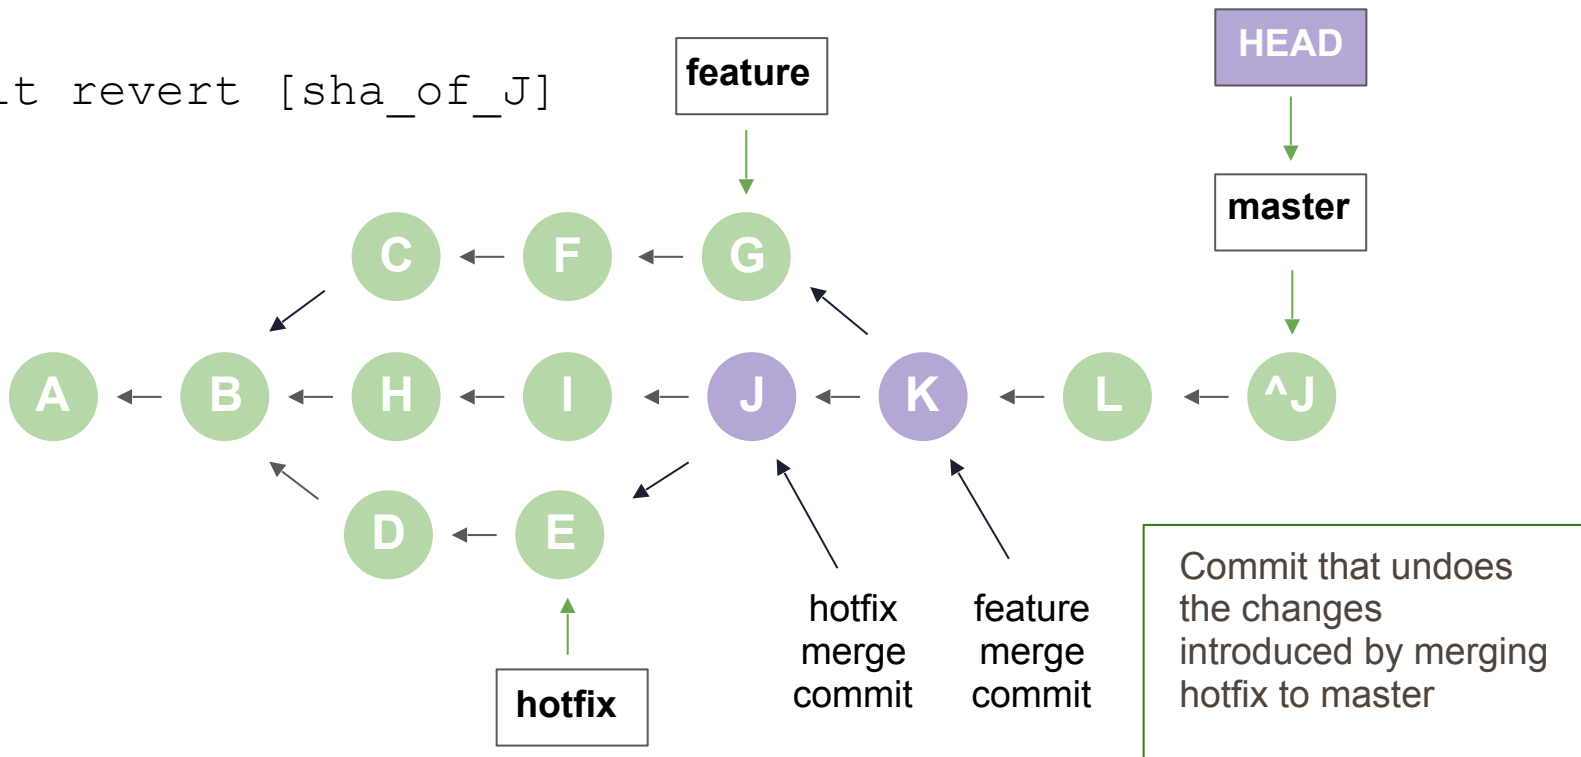 it revert [sha_of_J]
feature
HEAD
master
C
F
G
A
B
H
I
J
K
L
^J
D
E
hotfix
merge
commit
feature
merge
commit
Commit that undoes
the changes
introduced by merging
hotfix to master
hotfix